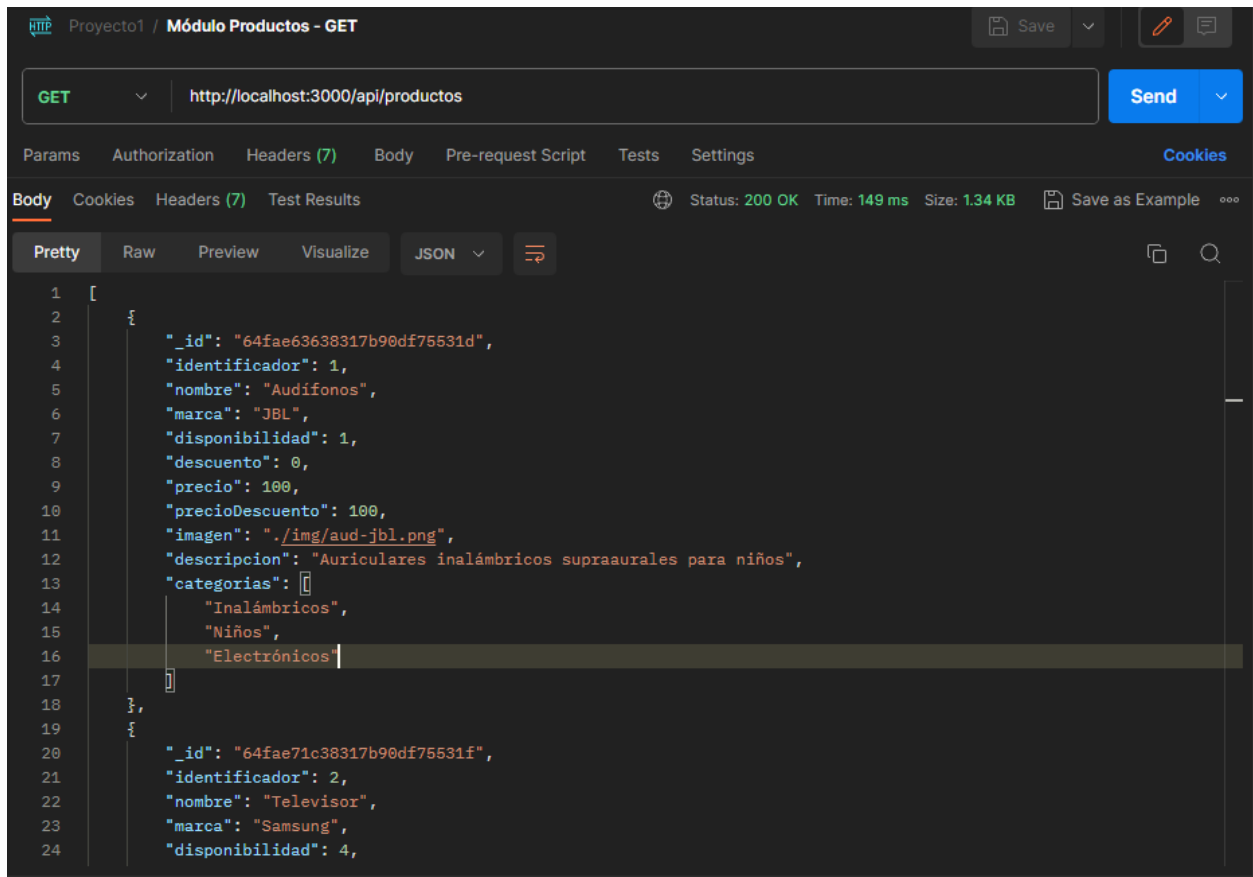 HTTP Proyecto1 / Módulo Productos - GET Save
GET http://localhost:3000/api/productos Send
Params Authorization Headers (7) Body Pre-request Script Tests Settings Cookies
Body Cookies Headers (7) Test Results Status: 200 OK Time: 149 ms Size: 1.34 KB Save as Example
Pretty Raw Preview Visualize JSON
1 [
2 {
3 "_id": "64fae63638317b90df75531d",
4 "identificador": 1,
5 "nombre": "Audífonos",
6 "marca": "JBL",
7 "disponibilidad": 1,
8 "descuento": 0,
9 "precio": 100,
10 "precioDescuento": 100,
11 "imagen": "./img/aud-jbl.png",
12 "descripcion": "Auriculares inalámbricos supraaurales para niños",
13 "categorias": [
14 "Inalámbricos",
15 "Niños",
16 "Electrónicos"
17 ]
18 },
19 {
20 "_id": "64fae71c38317b90df75531f",
21 "identificador": 2,
22 "nombre": "Televisor",
23 "marca": "Samsung",
24 "disponibilidad": 4,